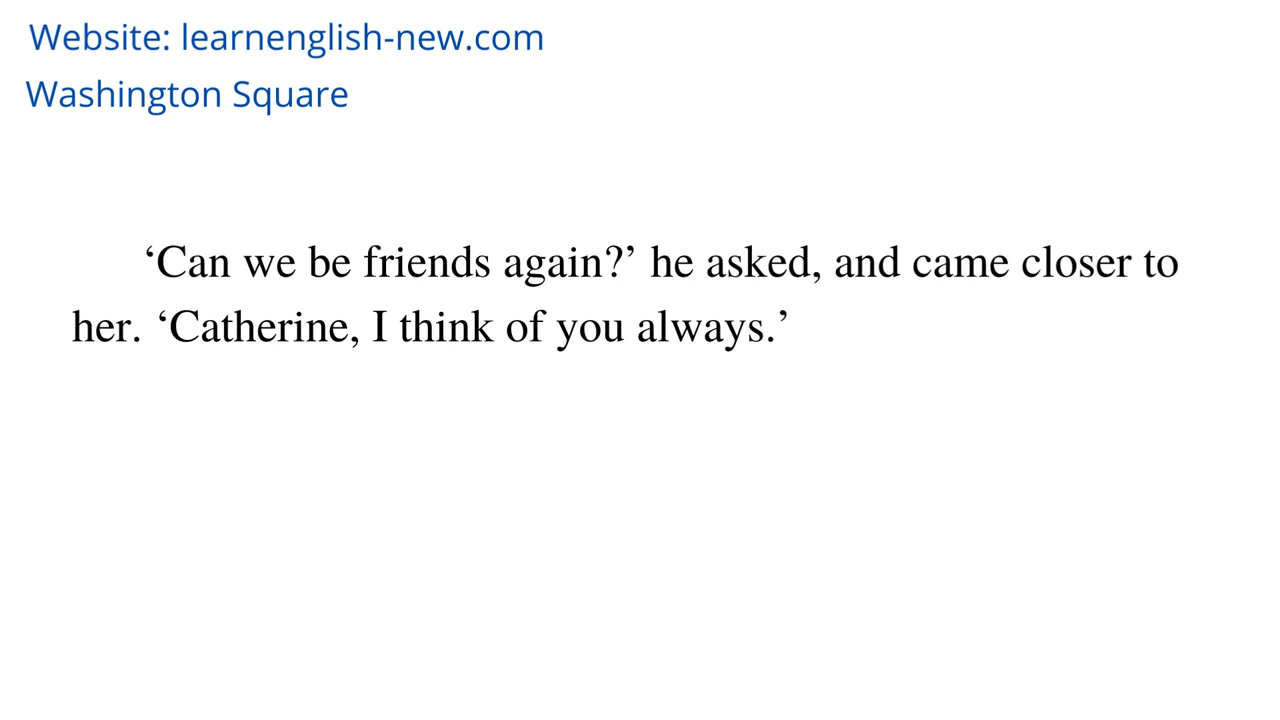 Website: learnenglish-new.com
Washington Square
‘Can we be friends again?’ he asked, and came closer to
her. ‘Catherine, I think of you always.’